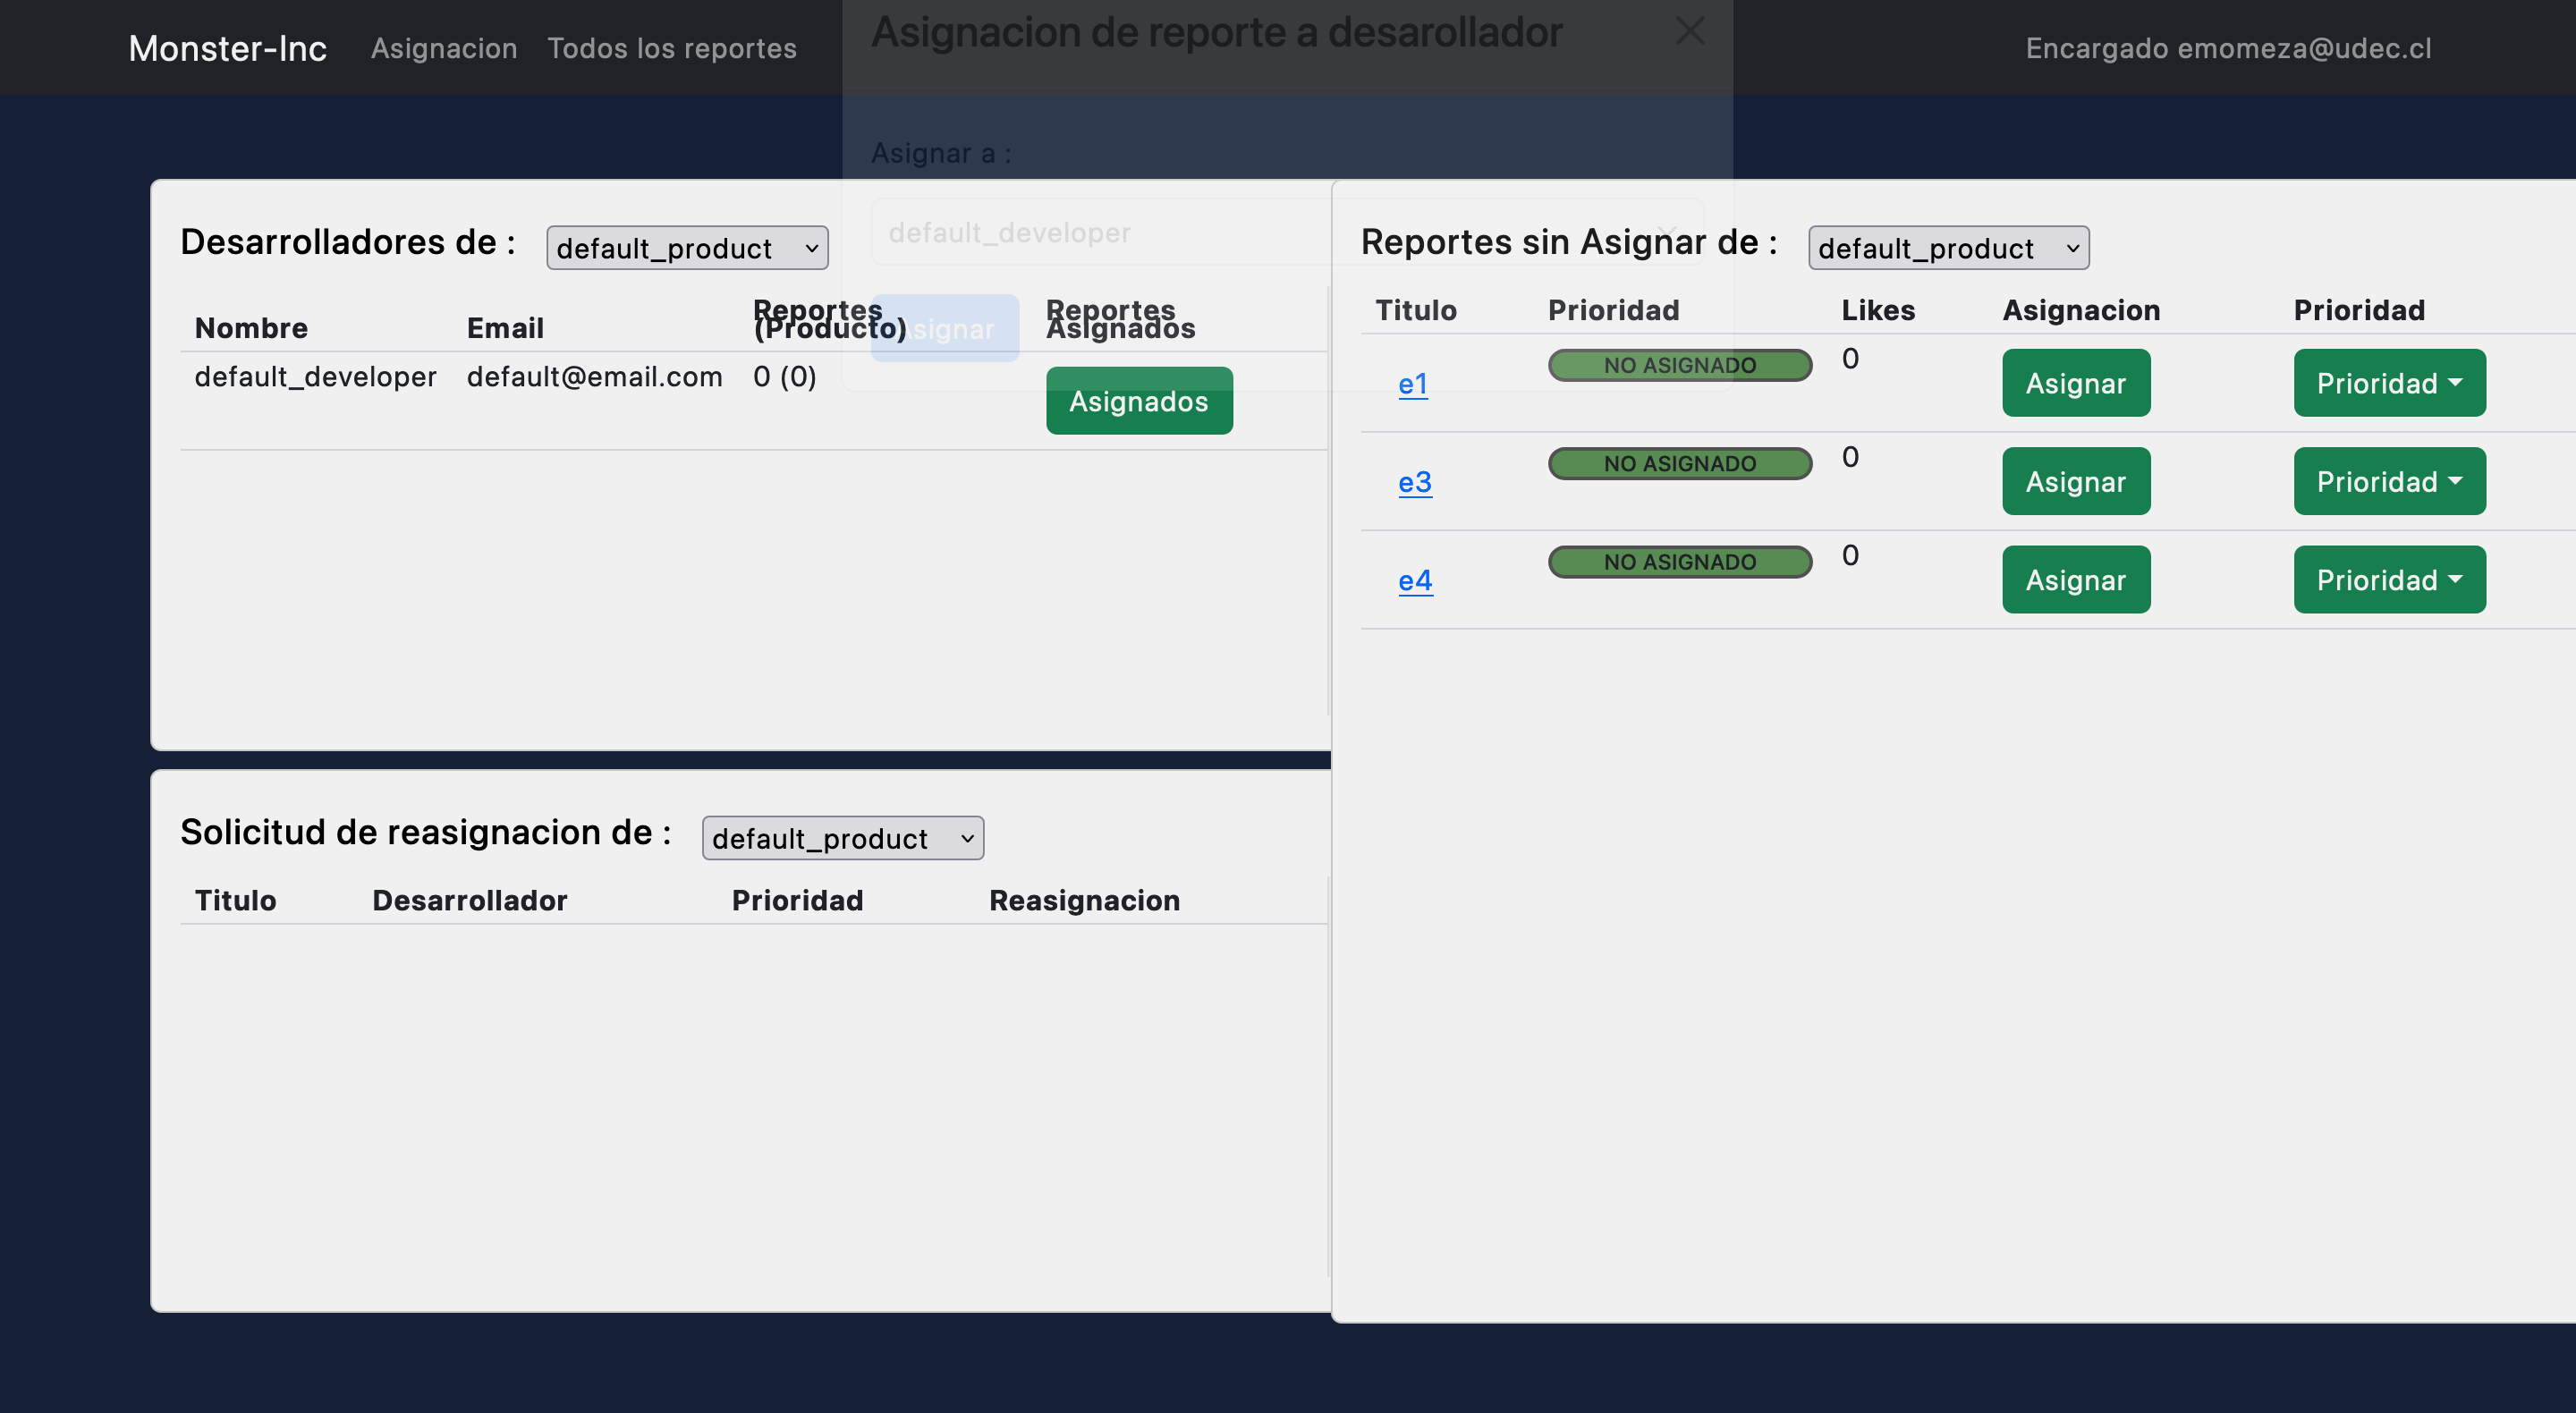 Monster-Inc Asignacion Todos los reportes Encargado emomeza@udec.cl
Asignacion de reporte a desarollador
Asignar a :
default_developer
Asignar
Desarrolladores de : default_product
Nombre Email Reportes (Producto) Reportes Asignados
default_developer default@email.com 0 (0) Asignados
Solicitud de reasignacion de : default_product
Titulo Desarrollador Prioridad Reasignacion
Reportes sin Asignar de : default_product
Titulo Prioridad Likes Asignacion Prioridad
e1 NO ASIGNADO 0 Asignar Prioridad
e3 NO ASIGNADO 0 Asignar Prioridad
e4 NO ASIGNADO 0 Asignar Prioridad